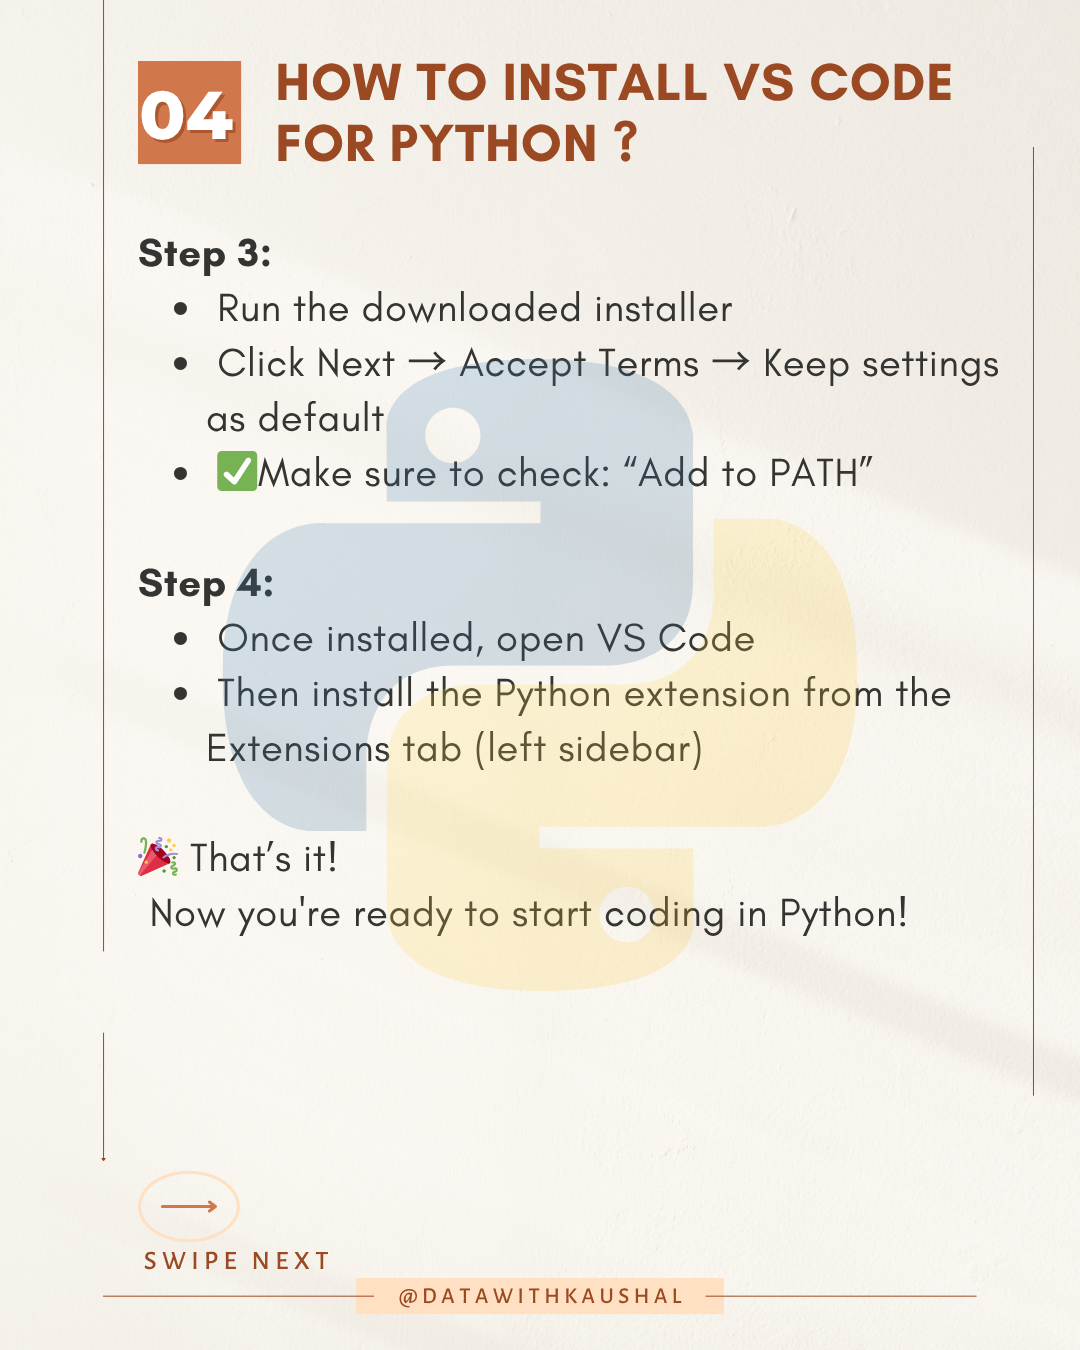 04
HOW TO INSTALL VS CODE
FOR PYTHON ?
Step 3:
• Run the downloaded installer
• Click Next → Accept Terms → Keep settings
as default
• ✅Make sure to check: “Add to PATH”
Step 4:
• Once installed, open VS Code
• Then install the Python extension from the
Extensions tab (left sidebar)
🎉 That’s it!
Now you're ready to start coding in Python!
SWIPE NEXT
@DATAWITHKAUSHAL